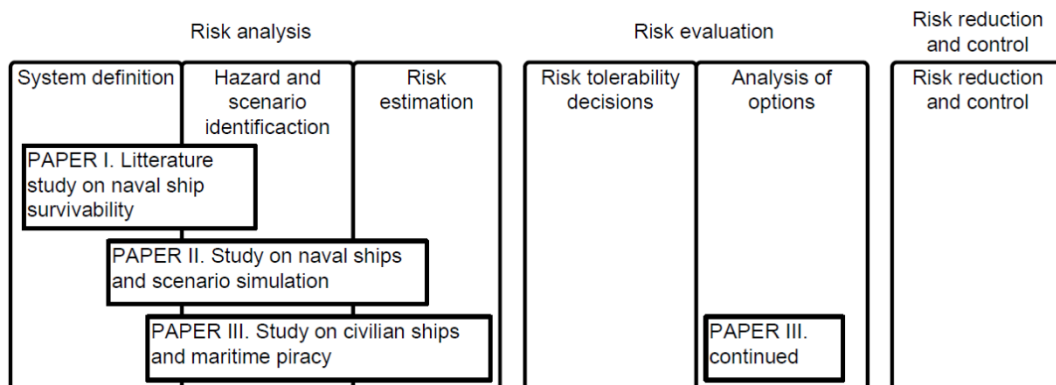 Risk analysis
Risk evaluation
Risk reduction
and control
System definition
Hazard and
scenario
identificaction
Risk
estimation
Risk tolerability
decisions
Analysis of
options
Risk reduction
and control
PAPER I. Litterature
study on naval ship
survivability
PAPER II. Study on naval ships
and scenario simulation
PAPER III. Study on civilian ships
and maritime piracy
PAPER III.
continued